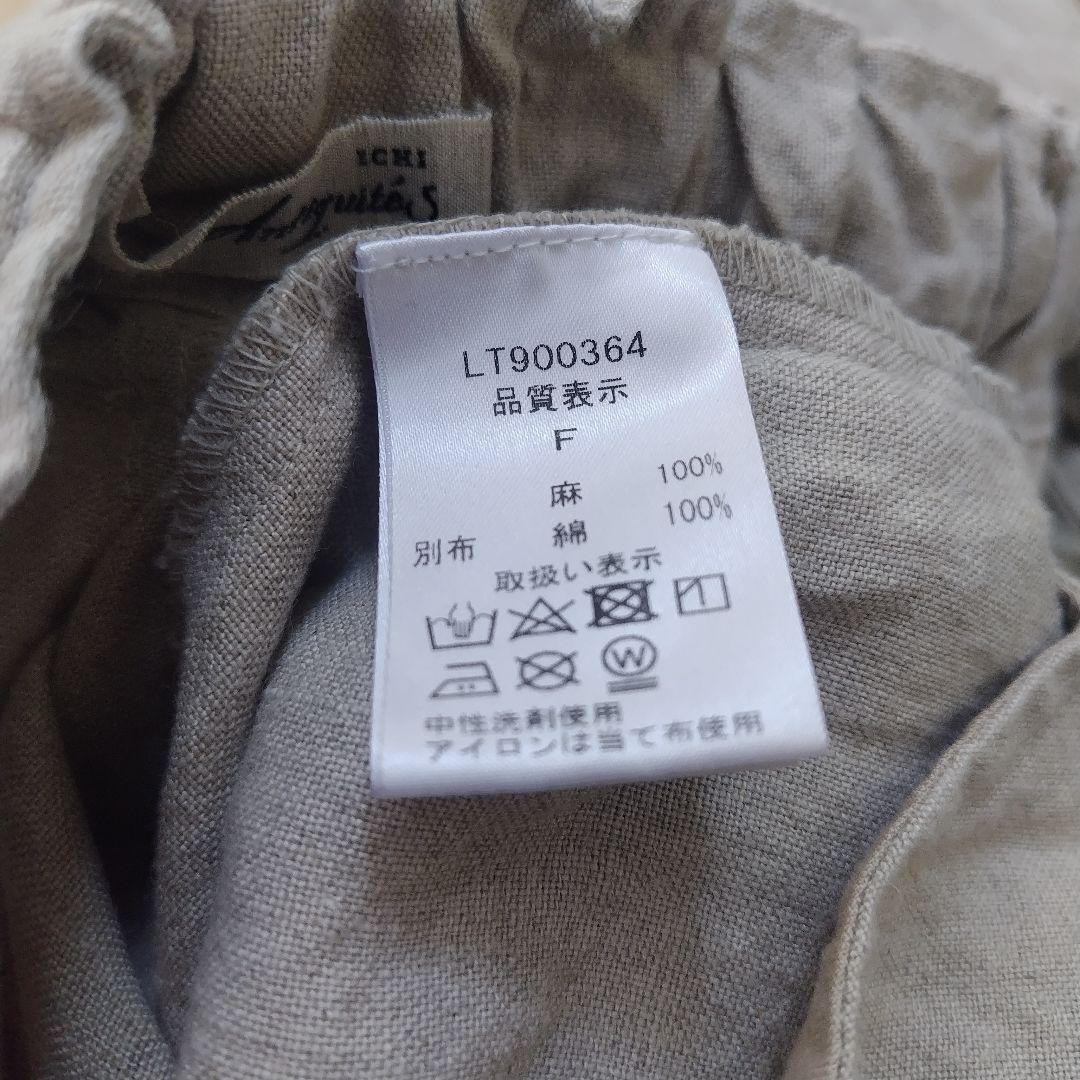 ICHI
Antiquités
LT900364
品質表示
F
麻 100%
別布 綿 100%
取扱い表示
W
中性洗剤使用
アイロンは当て布使用